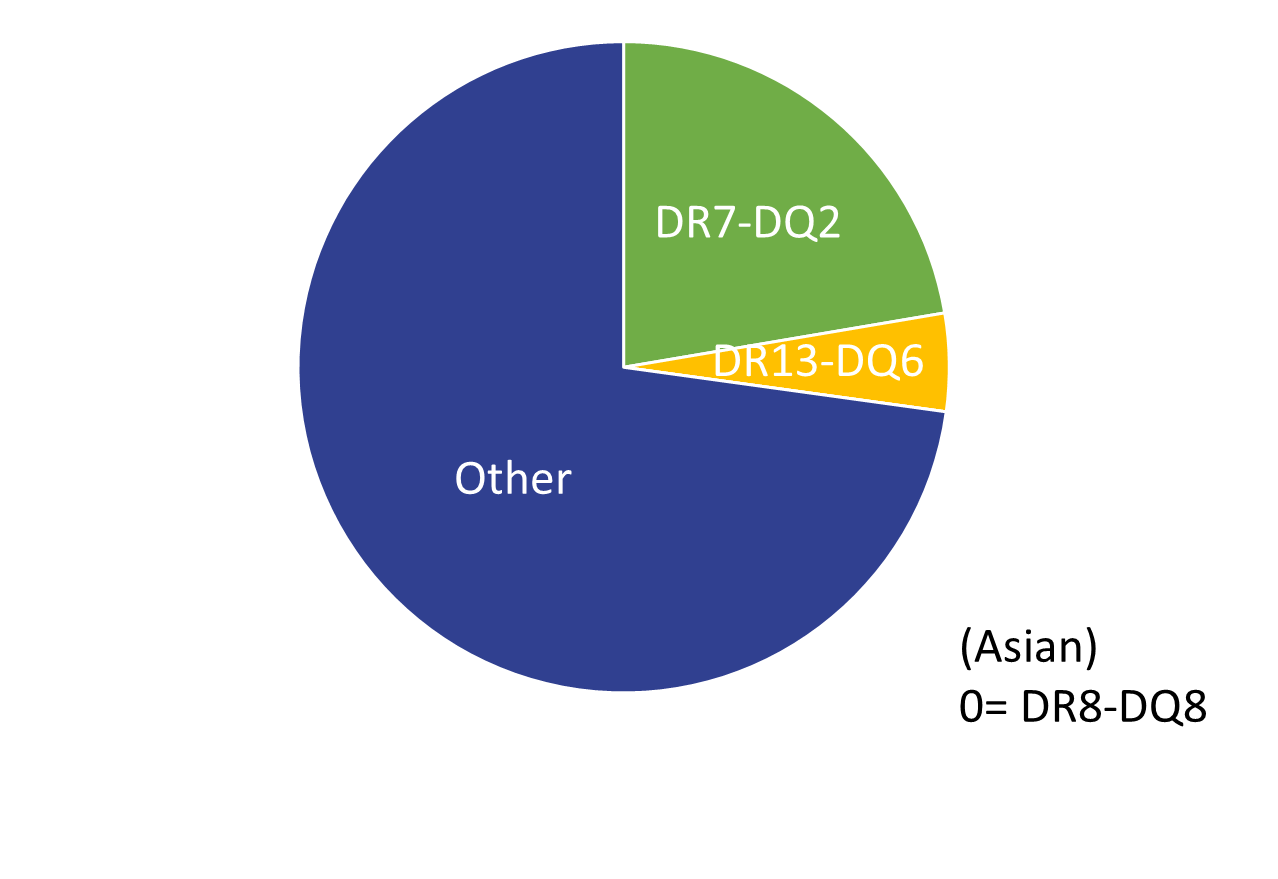 DR7-DQ2
DR13-DQ6
Other
(Asian)
0= DR8-DQ8